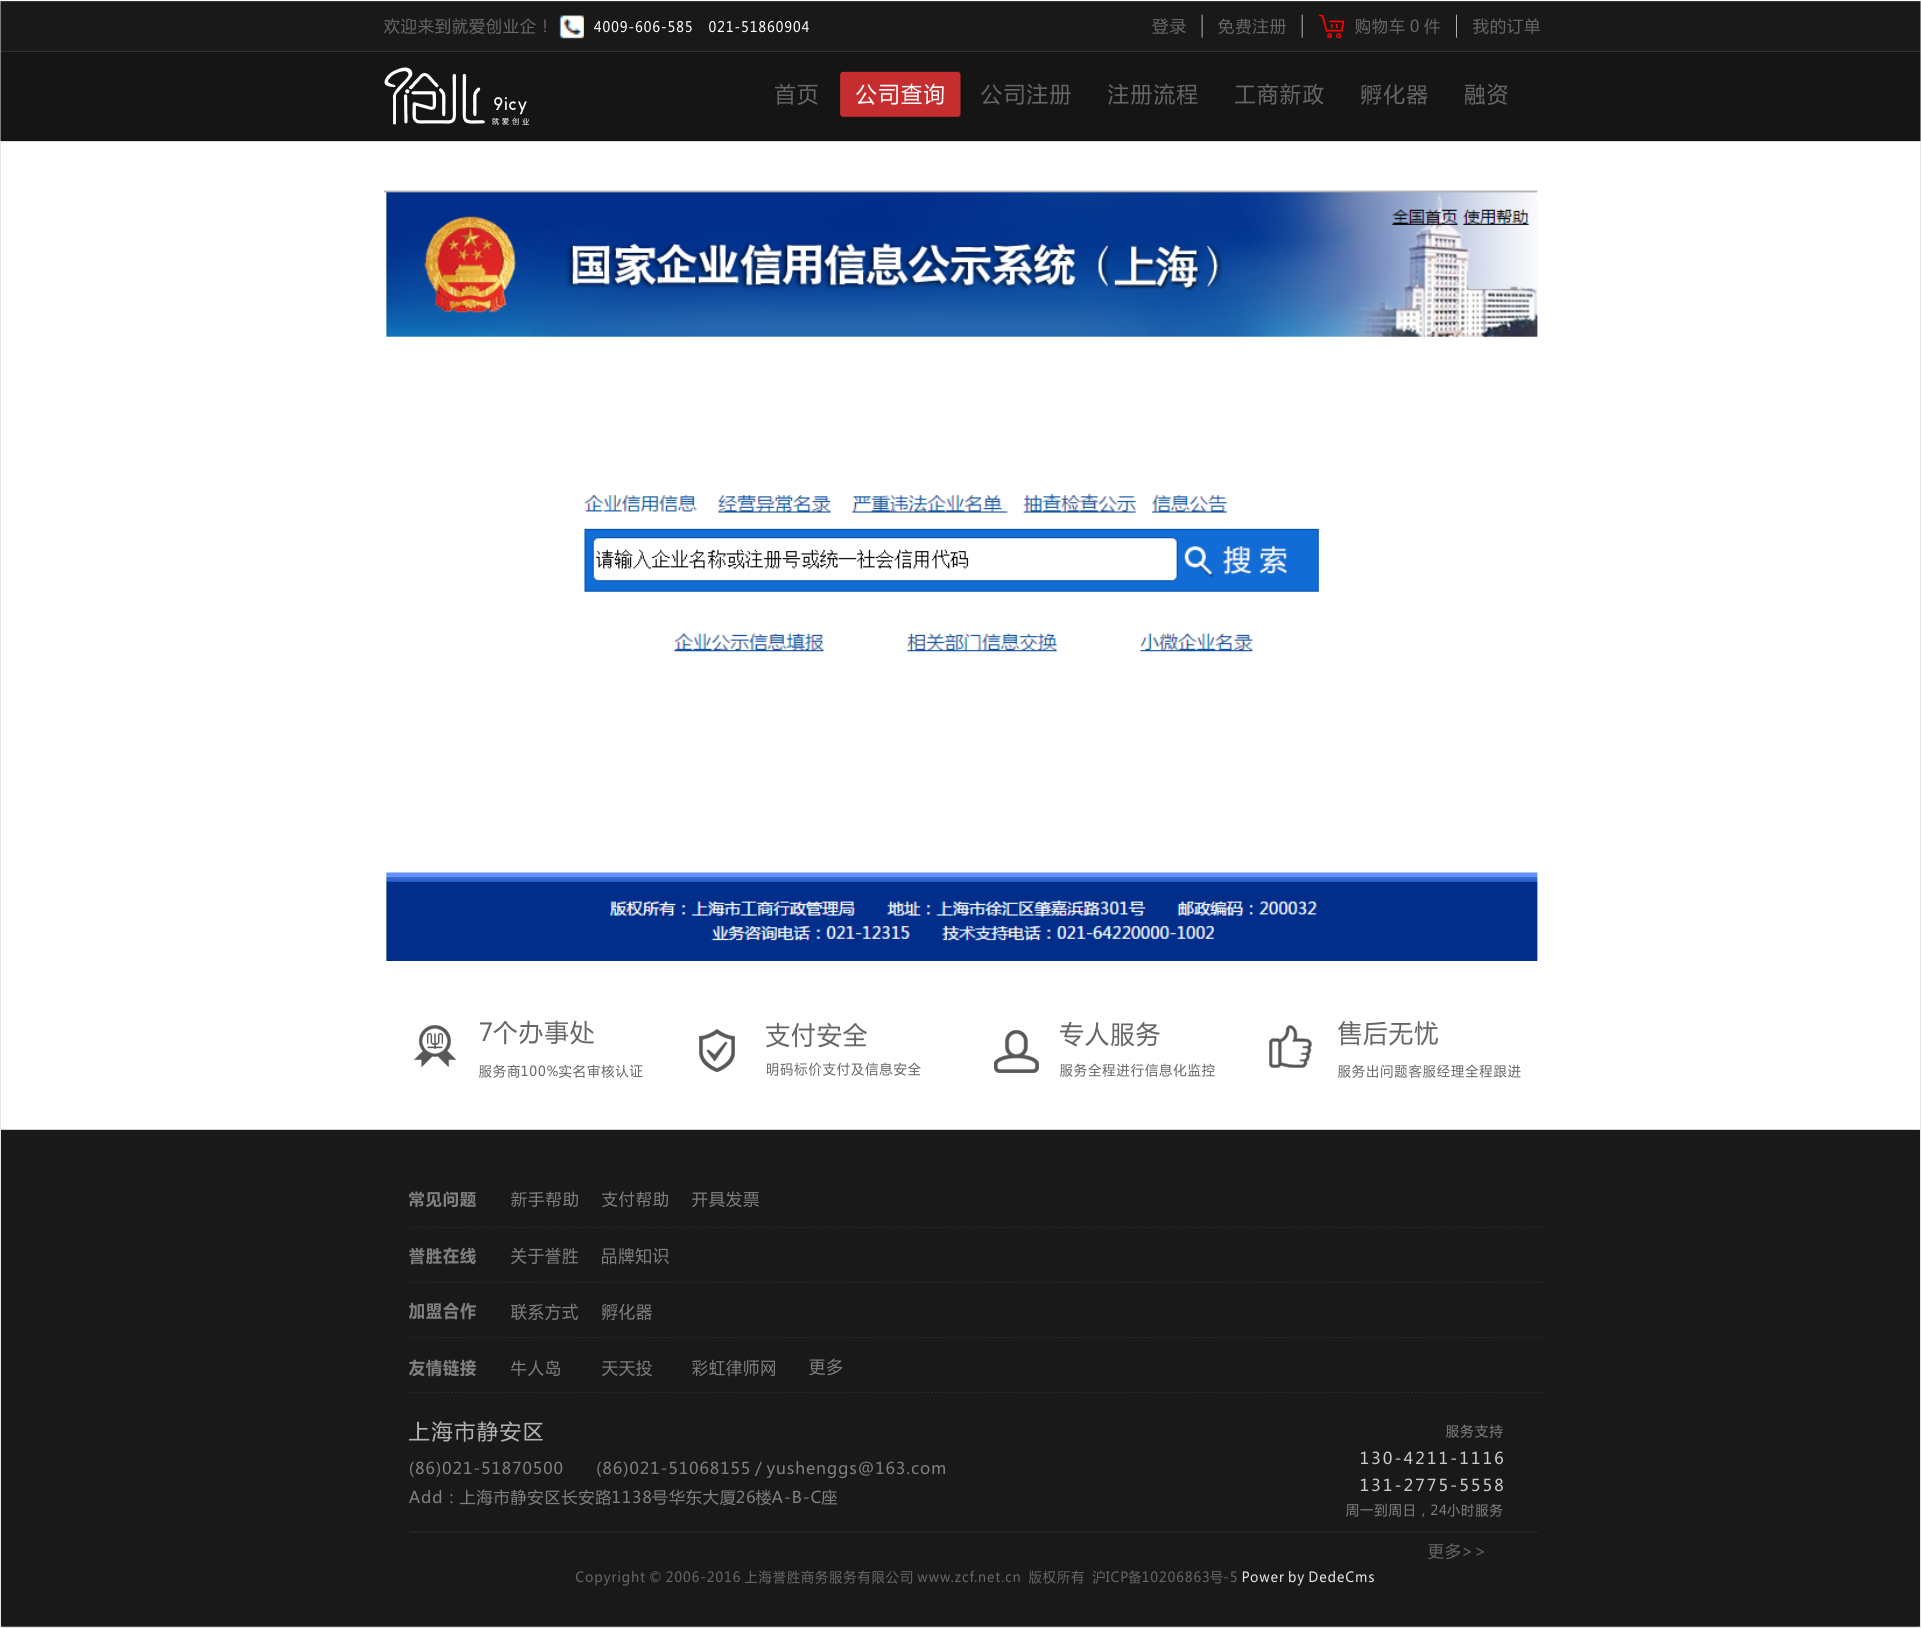 欢迎来到就爱创业企！ 4009-606-585 021-51860904 登录 免费注册 购物车 0 件 我的订单
9icy
就爱创业
首页 公司查询 公司注册 注册流程 工商新政 孵化器 融资
全国首页 使用帮助
国家企业信用信息公示系统（上海）
企业信用信息 经营异常名录 严重违法企业名单 抽查检查公示 信息公告
请输入企业名称或注册号或统一社会信用代码 搜 索
企业公示信息填报 相关部门信息交换 小微企业名录
版权所有：上海市工商行政管理局 地址：上海市徐汇区肇嘉浜路301号 邮政编码：200032
业务咨询电话：021-12315 技术支持电话：021-64220000-1002
7个办事处 支付安全 专人服务 售后无忧
服务商100%实名审核认证 明码标价支付及信息安全 服务全程进行信息化监控 服务出问题客服经理全程跟进
常见问题 新手帮助 支付帮助 开具发票
誉胜在线 关于誉胜 品牌知识
加盟合作 联系方式 孵化器
友情链接 牛人岛 天天投 彩虹律师网 更多
上海市静安区 服务支持
(86)021-51870500 (86)021-51068155 / yushenggs@163.com 130-4211-1116
131-2775-5558
Add：上海市静安区长安路1138号华东大厦26楼A-B-C座 周一到周日，24小时服务
更多>>
Copyright © 2006-2016 上海誉胜商务服务有限公司 www.zcf.net.cn 版权所有 沪ICP备10206863号-5 Power by DedeCms